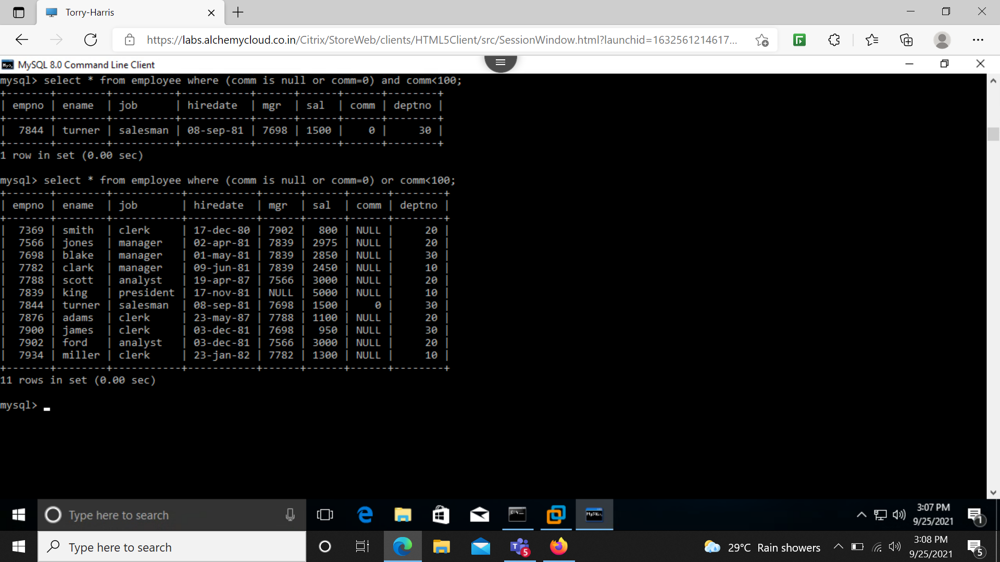 Torry-Harris
https://labs.alchemycloud.co.in/Citrix/StoreWeb/clients/HTML5Client/src/SessionWindow.html?launchid=1632561214617...
MySQL 8.0 Command Line Client
mysql> select * from employee where (comm is null or comm=0) and comm<100;
+-------+--------+----------+-----------+------+------+------+--------+
| empno | ename  | job      | hiredate  | mgr  | sal  | comm | deptno |
+-------+--------+----------+-----------+------+------+------+--------+
|  7844 | turner | salesman | 08-sep-81 | 7698 | 1500 |    0 |     30 |
+-------+--------+----------+-----------+------+------+------+--------+
1 row in set (0.00 sec)
mysql> select * from employee where (comm is null or comm=0) or comm<100;
+-------+--------+-----------+-----------+------+------+------+--------+
| empno | ename  | job       | hiredate  | mgr  | sal  | comm | deptno |
+-------+--------+-----------+-----------+------+------+------+--------+
|  7369 | smith  | clerk     | 17-dec-80 | 7902 |  800 | NULL |     20 |
|  7566 | jones  | manager   | 02-apr-81 | 7839 | 2975 | NULL |     20 |
|  7698 | blake  | manager   | 01-may-81 | 7839 | 2850 | NULL |     30 |
|  7782 | clark  | manager   | 09-jun-81 | 7839 | 2450 | NULL |     10 |
|  7788 | scott  | analyst   | 19-apr-87 | 7566 | 3000 | NULL |     20 |
|  7839 | king   | president | 17-nov-81 | NULL | 5000 | NULL |     10 |
|  7844 | turner | salesman  | 08-sep-81 | 7698 | 1500 |    0 |     30 |
|  7876 | adams  | clerk     | 23-may-87 | 7788 | 1100 | NULL |     20 |
|  7900 | james  | clerk     | 03-dec-81 | 7698 |  950 | NULL |     30 |
|  7902 | ford   | analyst   | 03-dec-81 | 7566 | 3000 | NULL |     20 |
|  7934 | miller | clerk     | 23-jan-82 | 7782 | 1300 | NULL |     10 |
+-------+--------+-----------+-----------+------+------+------+--------+
11 rows in set (0.00 sec)
mysql> _
Type here to search
3:07 PM
9/25/2021
1
Type here to search
5
29°C Rain showers
3:08 PM
9/25/2021
5